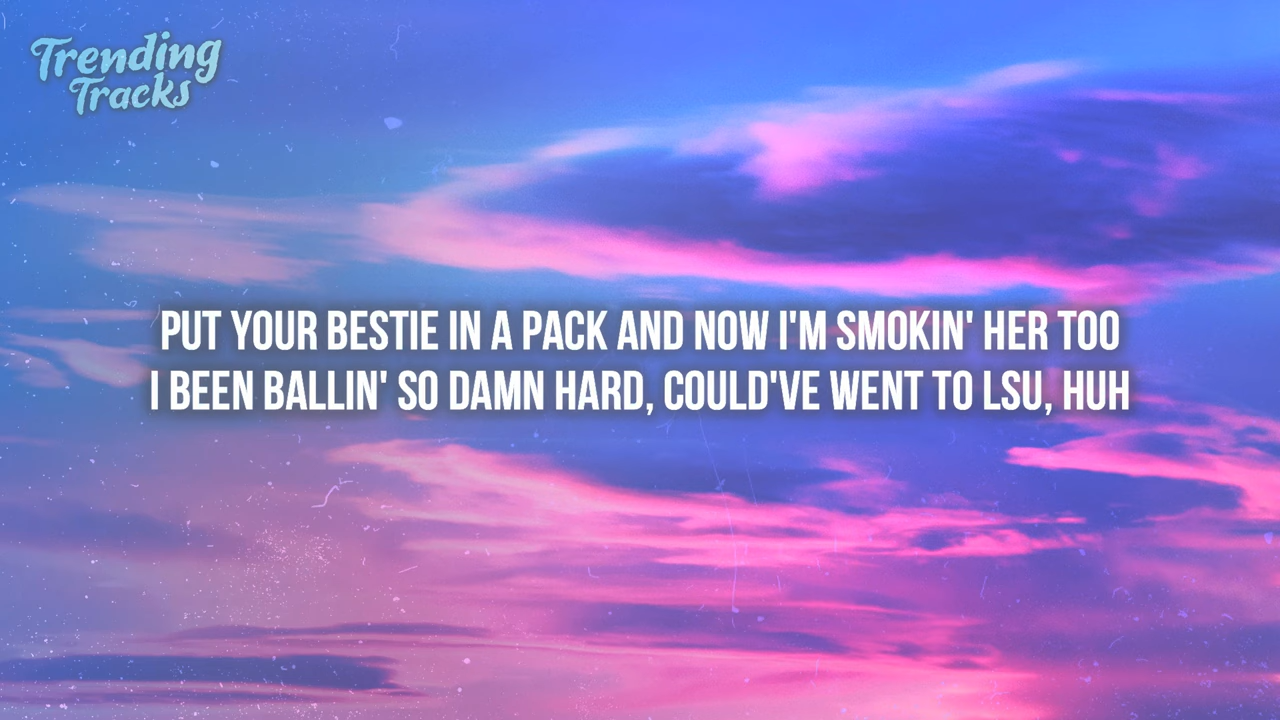 Trending
Tracks
PUT YOUR BESTIE IN A PACK AND NOW I'M SMOKIN' HER TOO
I BEEN BALLIN' SO DAMN HARD, COULD'VE WENT TO LSU, HUH